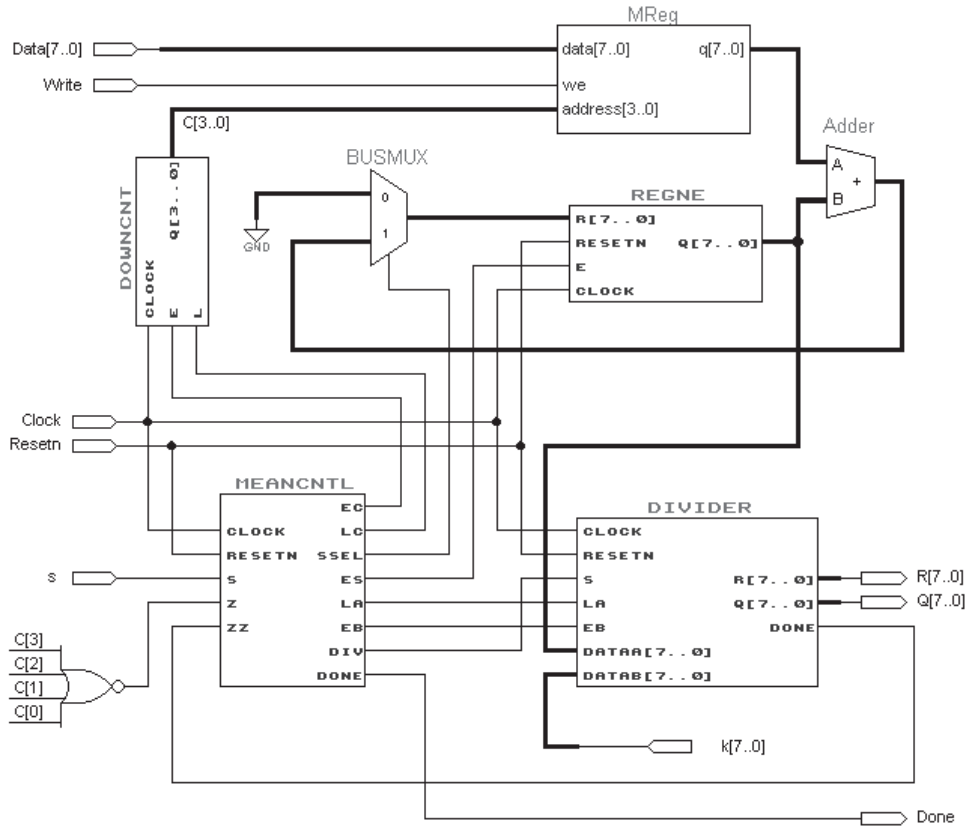 MReg
Data[7..0]
data[7..0]
q[7..0]
Write
we
address[3..0]
C[3..0]
Adder
A
+
B
BUSMUX
0
1
GND
DOWNCNT
Q[3..0]
CLOCK
E
L
REGNE
R[7..0]
RESETN
Q[7..0]
E
CLOCK
Clock
Resetn
MEANCNTL
EC
CLOCK
LC
RESETN
SSEL
s
S
ES
Z
LA
ZZ
EB
DIV
DONE
C[3]
C[2]
C[1]
C[0]
DIVIDER
CLOCK
RESETN
S
R[7..0]
R[7..0]
LA
Q[7..0]
Q[7..0]
EB
DONE
DATAA[7..0]
DATAB[7..0]
k[7..0]
Done